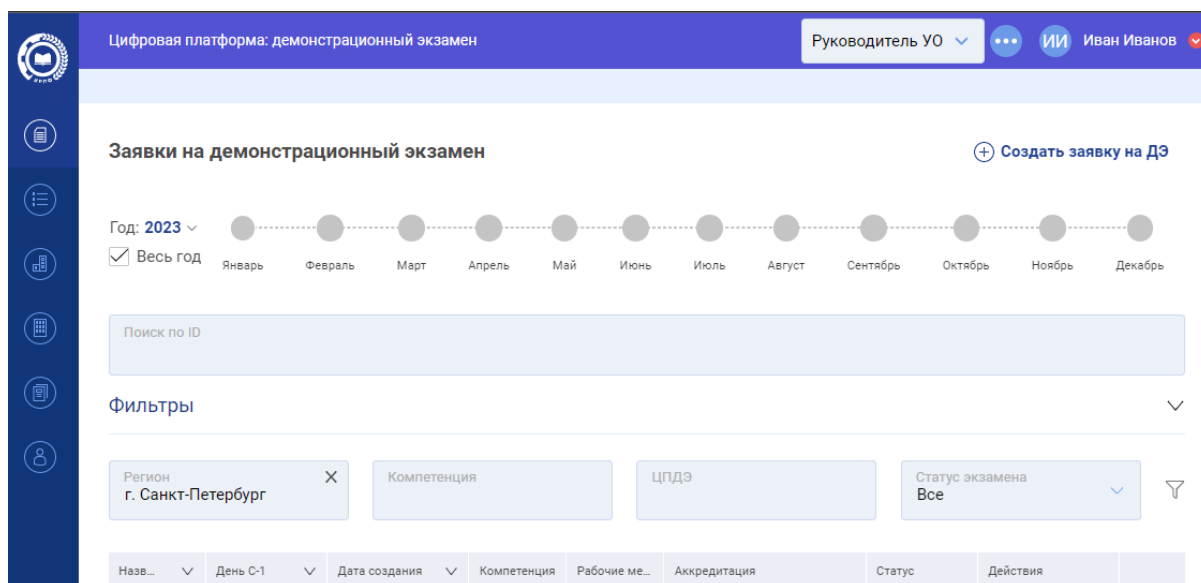 Цифровая платформа: демонстрационный экзамен
Руководитель УО
ИИ
Иван Иванов
Заявки на демонстрационный экзамен
Создать заявку на ДЭ
Год: 2023
Весь год
Январь Февраль Март Апрель Май Июнь Июль Август Сентябрь Октябрь Ноябрь Декабрь
Поиск по ID
Фильтры
Регион
г. Санкт-Петербург
Компетенция
ЦПДЭ
Статус экзамена
Все
Назв... День С-1 Дата создания Компетенция Рабочие ме... Аккредитация Статус Действия